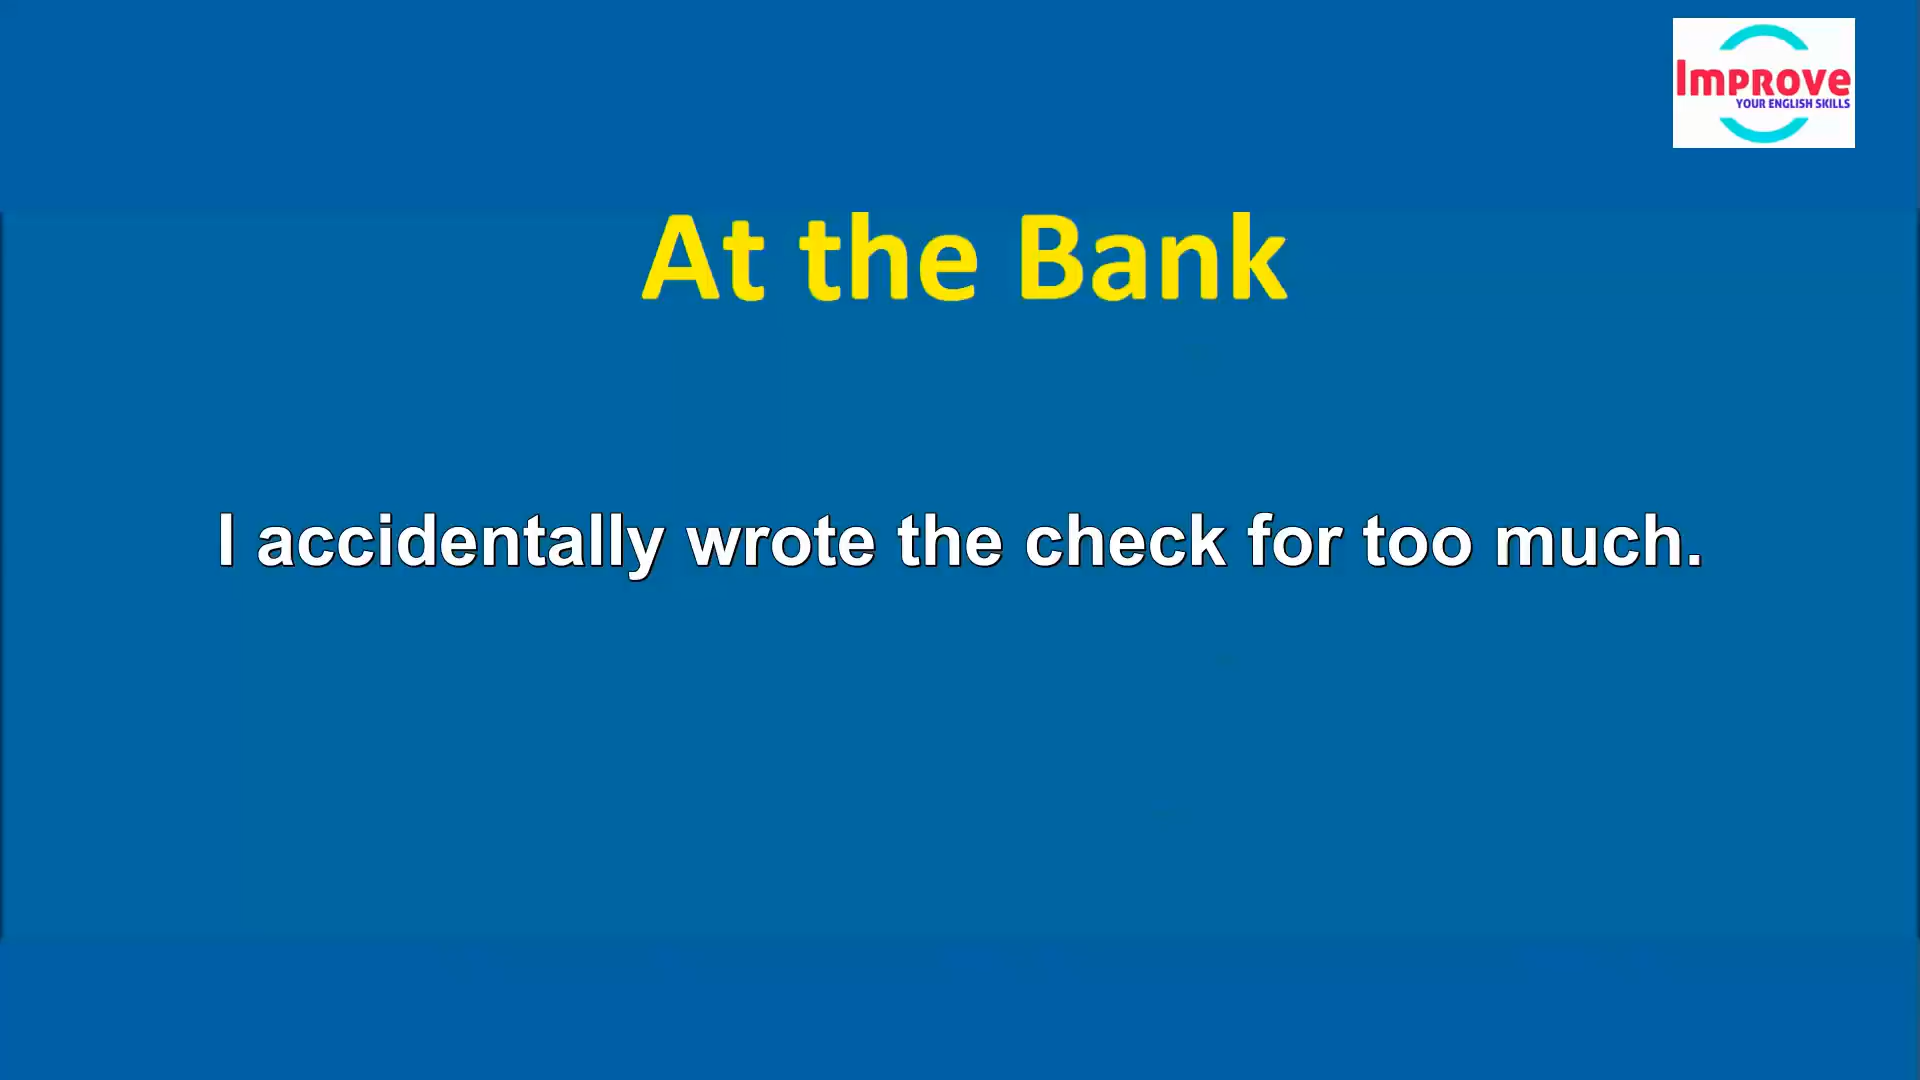 Improve
YOUR ENGLISH SKILLS
At the Bank
I accidentally wrote the check for too much.